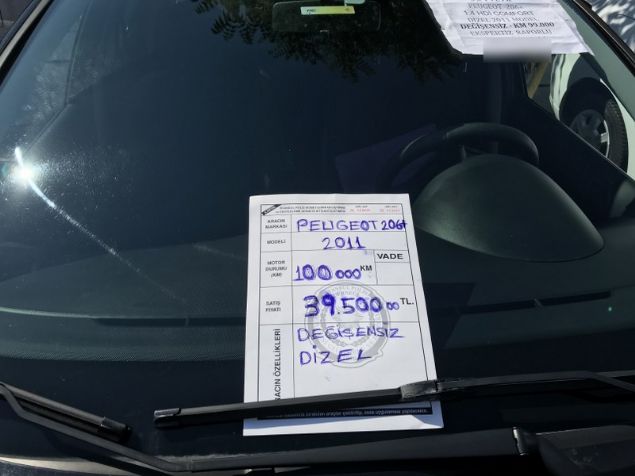 PEUGEOT 206+
1.4 HDI COMFORT
DİZEL 2011 MODEL
DEĞİŞENSİZ - KM 99.000
EKSPERTİZ RAPORLU
ARACIN MARKASI PEUGEOT 206+
MODELİ 2011
MOTOR DURUMU /KM) 100 000 KM VADE
SATIŞ FİYATI 39.500 00 TL.
ARACIN ÖZELLİKLERİ
DEĞİŞENSİZ
DİZEL